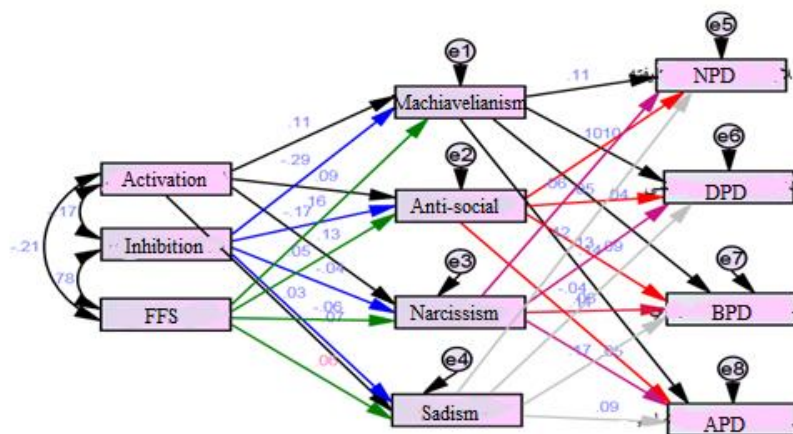 e5
NPD
e1
Machiavelianism
.11
.11
-.29
.09
e2
.1010
e6
DPD
Activation
-.17
.16
Anti-social
.06
.05
.04
.17
.13
-.21
Inhibition
.05
-.04
e3
.12
.13
.09
e7
BPD
.78
.03
-.06
.07
Narcissism
-.04
FFS
.06
e4
.17
.05
e8
Sadism
.09
APD